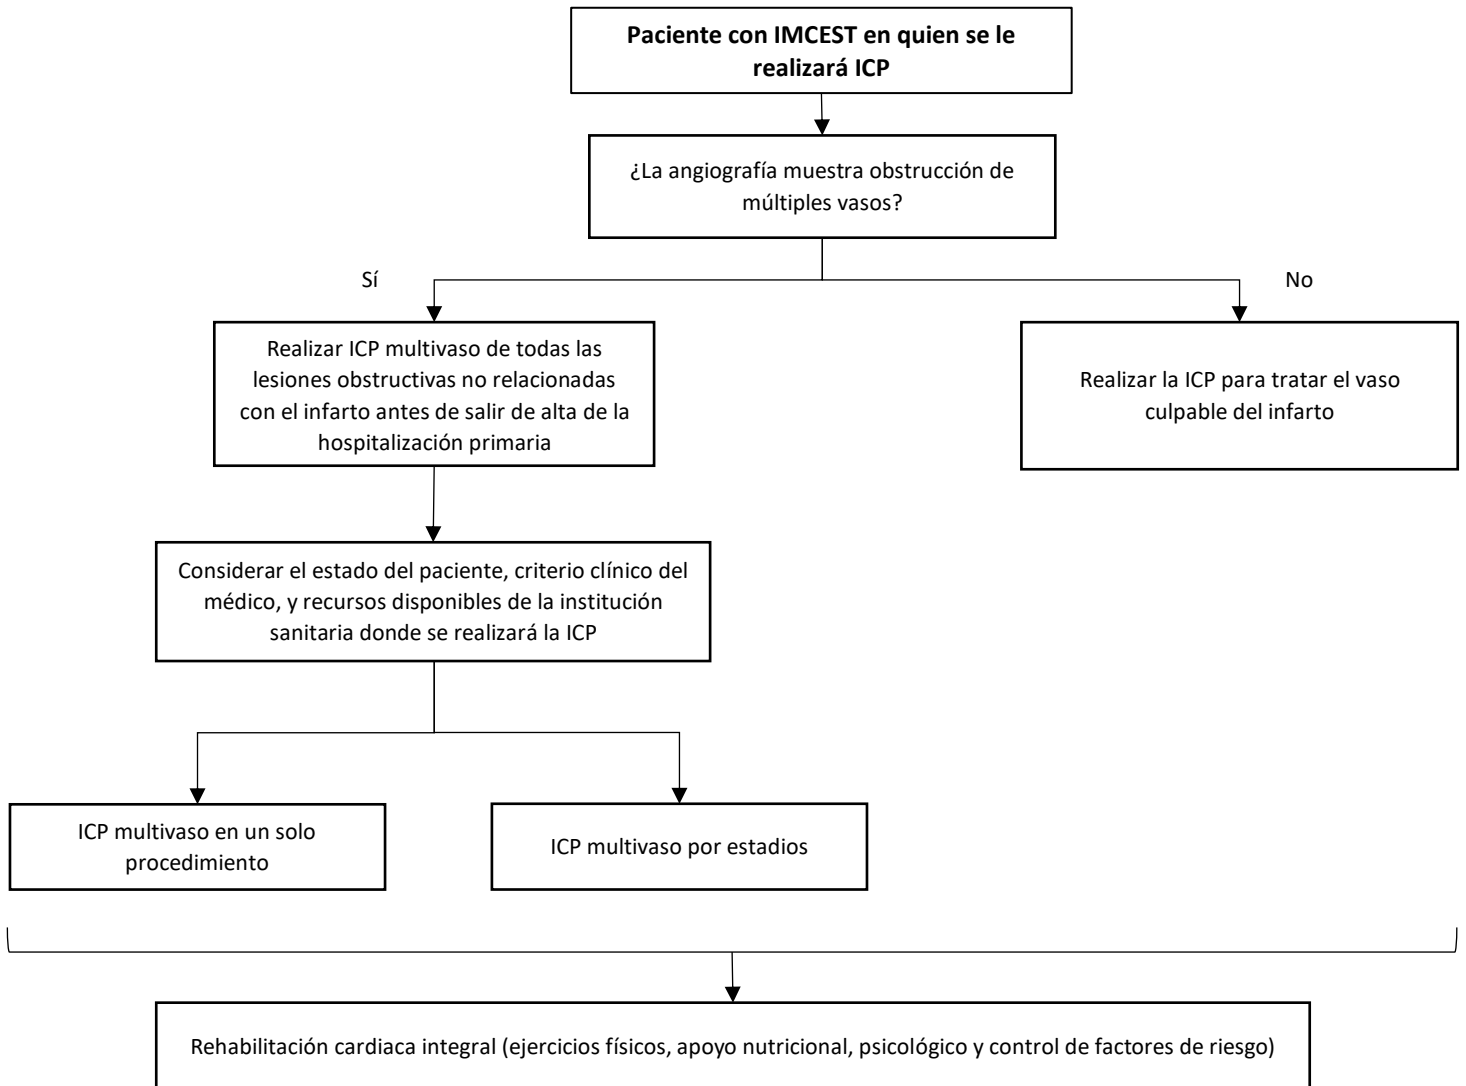 Paciente con IMCEST en quien se le
realizará ICP
¿La angiografía muestra obstrucción de
múltiples vasos?
Sí
No
Realizar ICP multivaso de todas las
lesiones obstructivas no relacionadas
con el infarto antes de salir de alta de la
hospitalización primaria
Realizar la ICP para tratar el vaso
culpable del infarto
Considerar el estado del paciente, criterio clínico del
médico, y recursos disponibles de la institución
sanitaria donde se realizará la ICP
ICP multivaso en un solo
procedimiento
ICP multivaso por estadios
Rehabilitación cardiaca integral (ejercicios físicos, apoyo nutricional, psicológico y control de factores de riesgo)